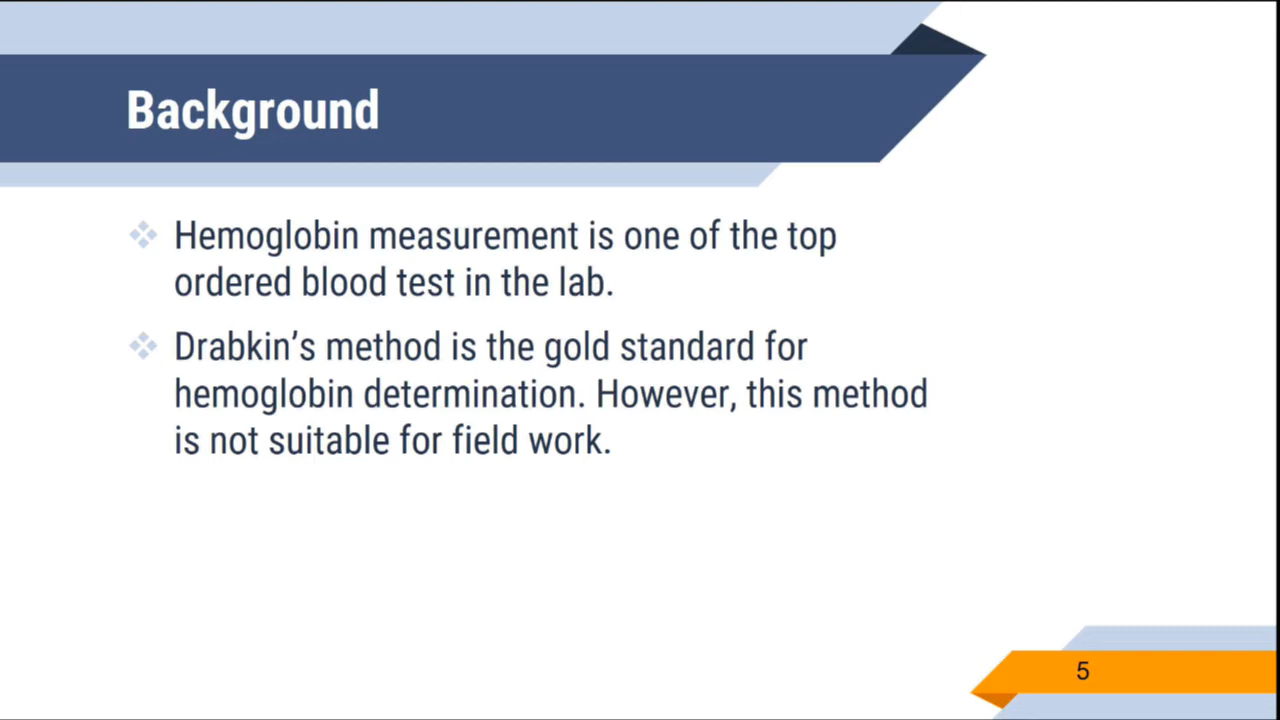 Background
Hemoglobin measurement is one of the top
ordered blood test in the lab.
Drabkin’s method is the gold standard for
hemoglobin determination. However, this method
is not suitable for field work.
5